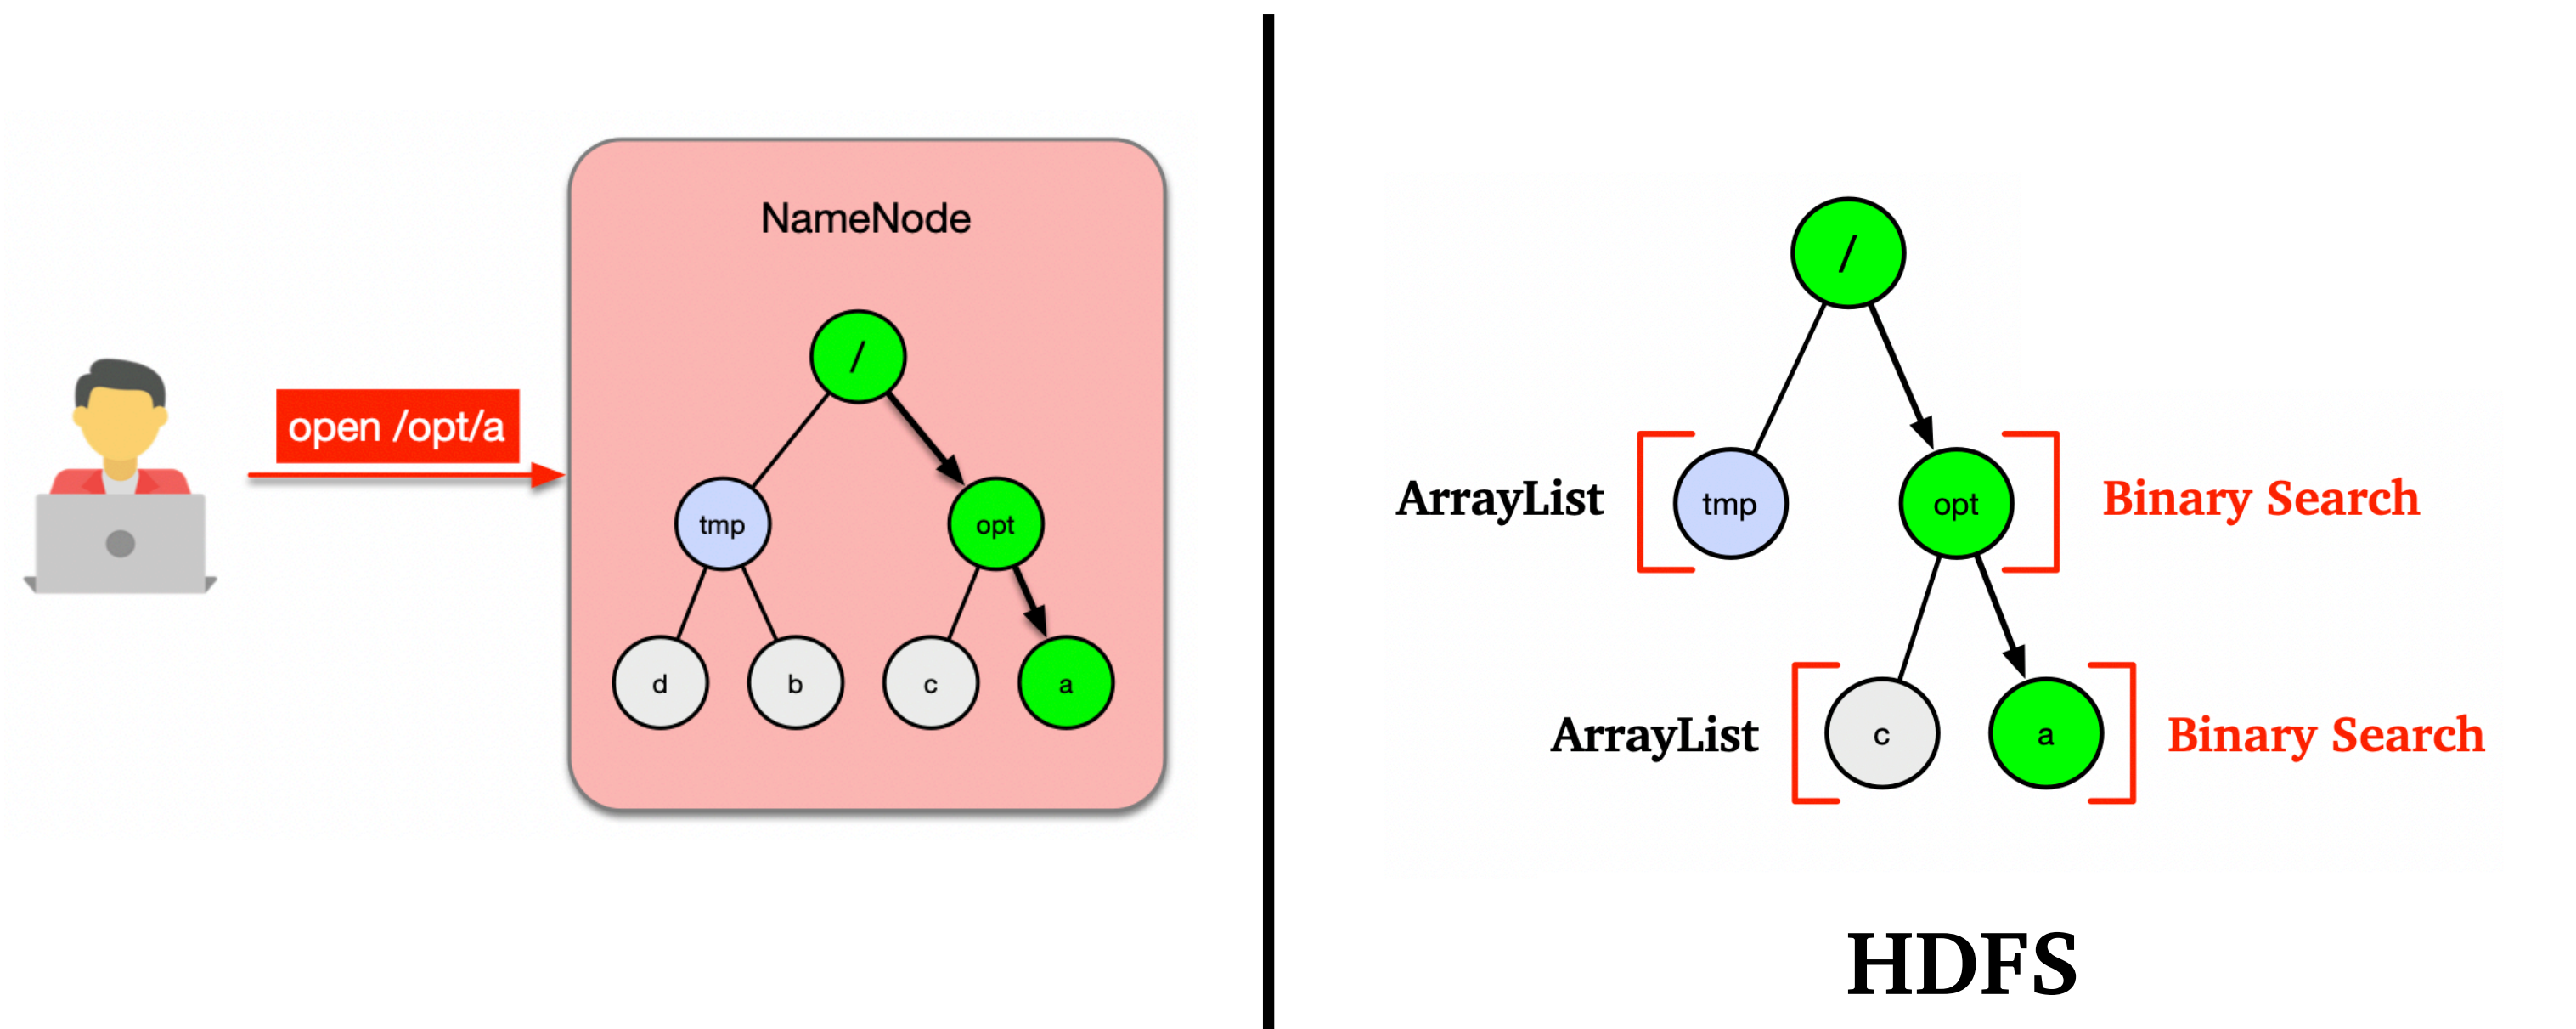 NameNode
open /opt/a
/
tmp
opt
d
b
c
a
/
ArrayList
tmp
opt
Binary Search
ArrayList
c
a
Binary Search
HDFS